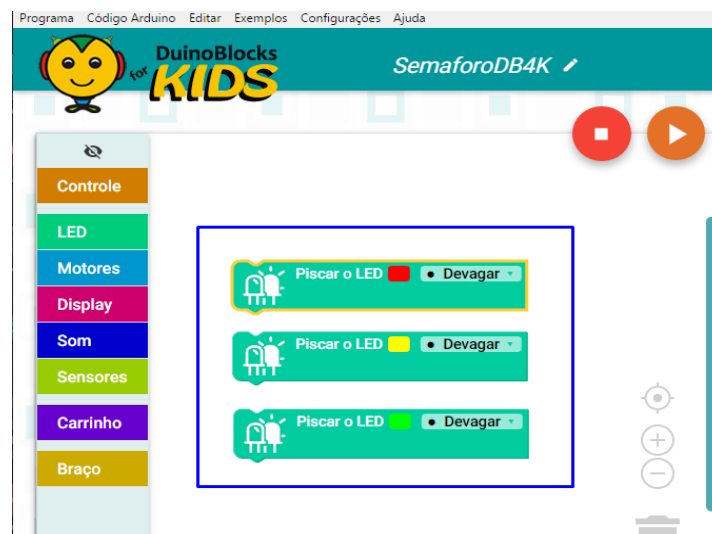 Programa Código Arduino Editar Exemplos Configurações Ajuda
DuinoBlocks
for KIDS
SemaforoDB4K
Controle
LED
Motores
Display
Som
Sensores
Carrinho
Braço
Piscar o LED Devagar
Piscar o LED Devagar
Piscar o LED Devagar